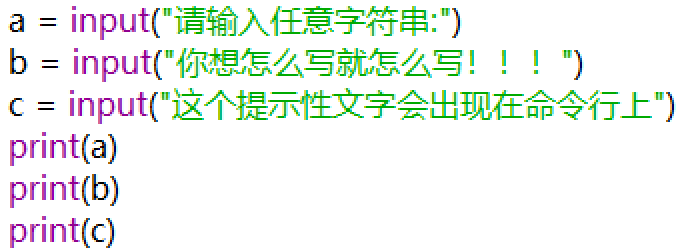 a = input("请输入任意字符串:")
b = input("你想怎么写就怎么写！！！")
c = input("这个提示性文字会出现在命令行上")
print(a)
print(b)
print(c)